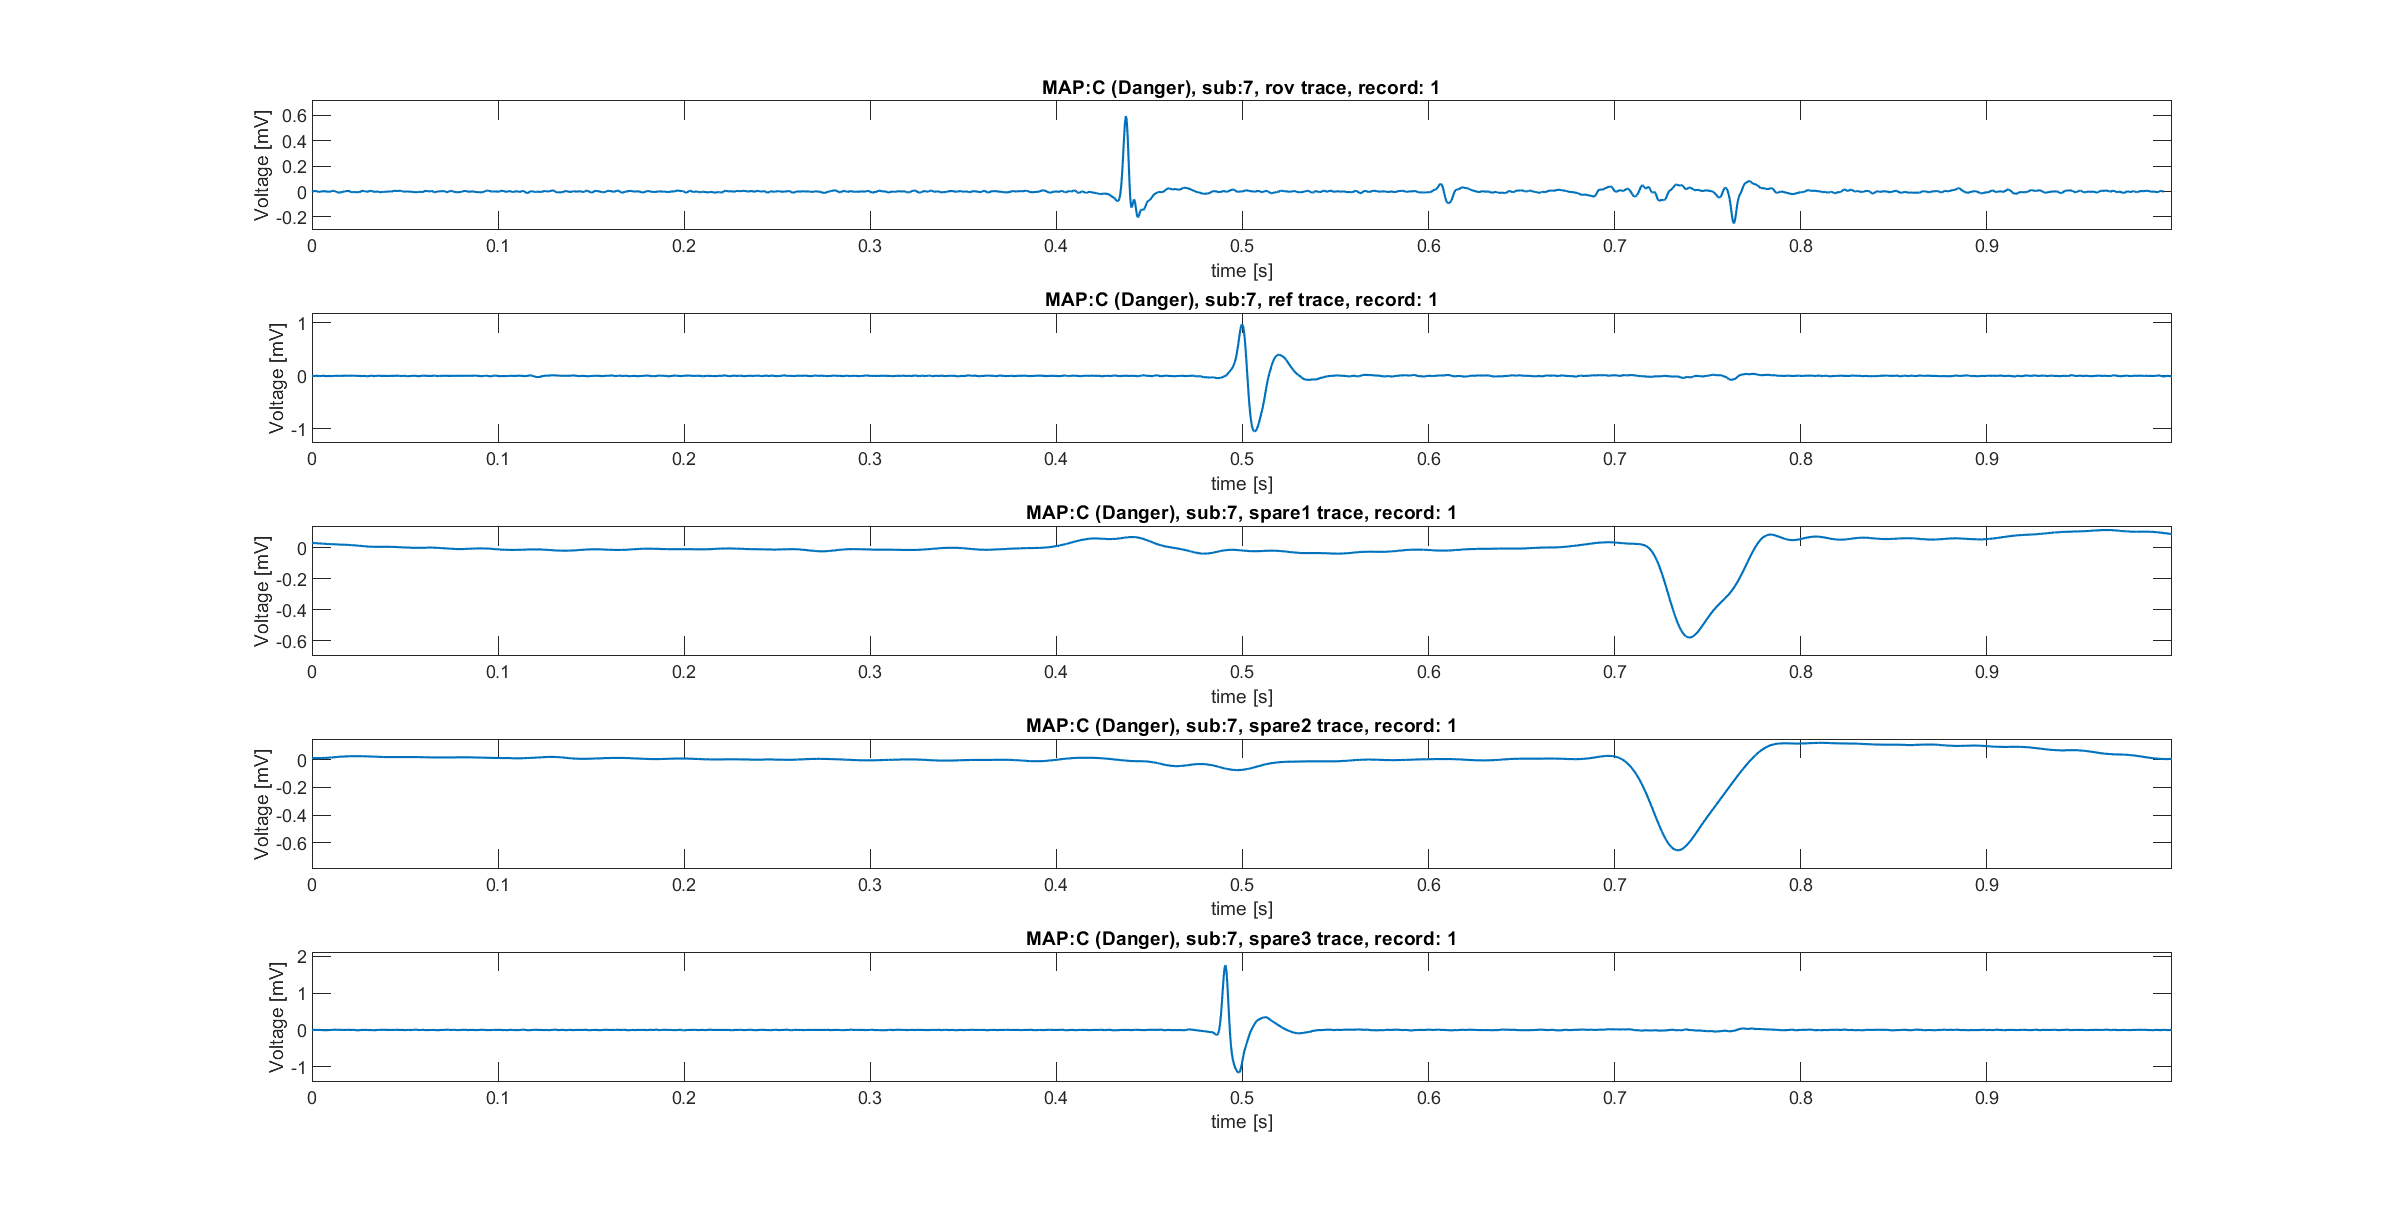 MAP:C (Danger), sub:7, rov trace, record: 1
Voltage [mV]
0.6
0.4
0.2
0
-0.2
0 0.1 0.2 0.3 0.4 0.5 0.6 0.7 0.8 0.9
time [s]
MAP:C (Danger), sub:7, ref trace, record: 1
Voltage [mV]
1
0
-1
0 0.1 0.2 0.3 0.4 0.5 0.6 0.7 0.8 0.9
time [s]
MAP:C (Danger), sub:7, spare1 trace, record: 1
Voltage [mV]
0
-0.2
-0.4
-0.6
0 0.1 0.2 0.3 0.4 0.5 0.6 0.7 0.8 0.9
time [s]
MAP:C (Danger), sub:7, spare2 trace, record: 1
Voltage [mV]
0
-0.2
-0.4
-0.6
0 0.1 0.2 0.3 0.4 0.5 0.6 0.7 0.8 0.9
time [s]
MAP:C (Danger), sub:7, spare3 trace, record: 1
Voltage [mV]
2
1
0
-1
0 0.1 0.2 0.3 0.4 0.5 0.6 0.7 0.8 0.9
time [s]